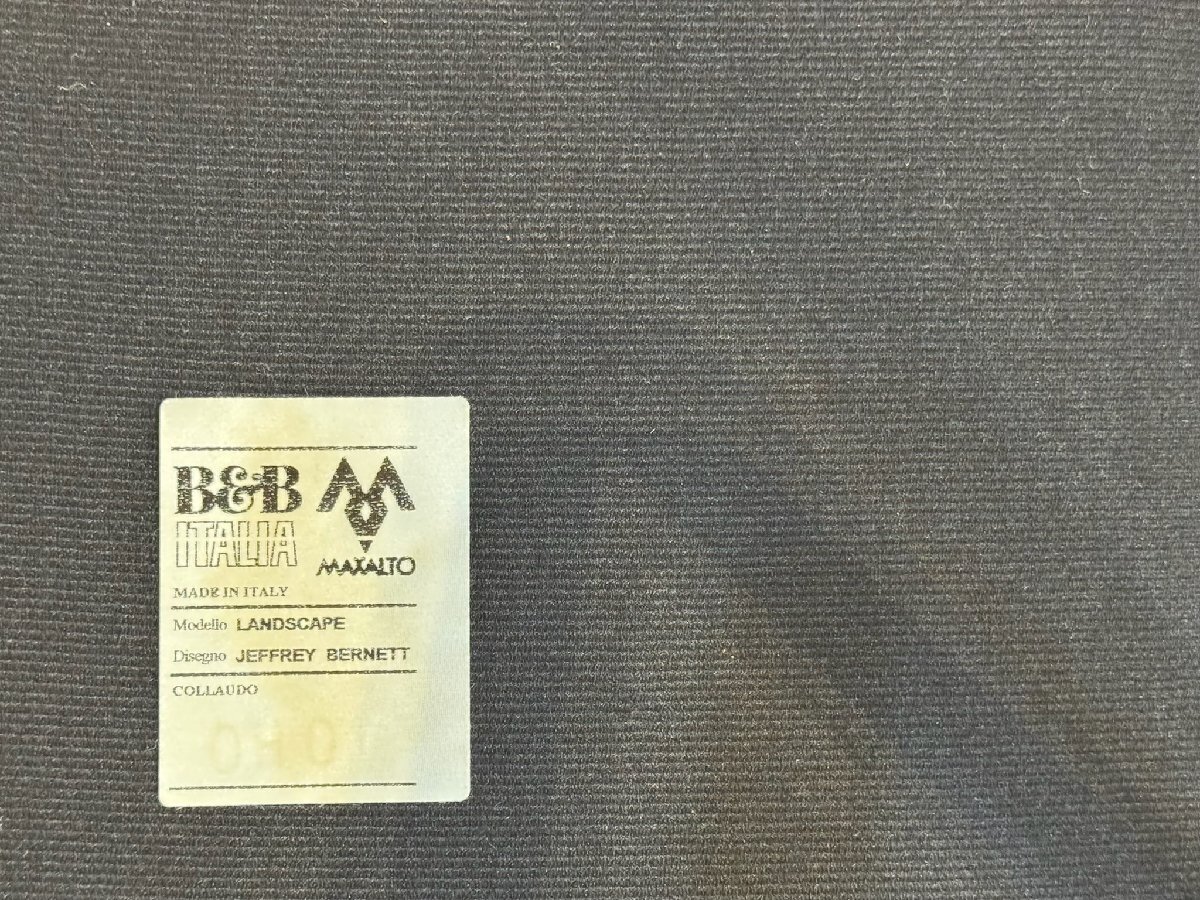 B&B
ITALIA
MAXALTO
MADE IN ITALY
Modello LANDSCAPE
Disegno JEFFREY BERNETT
COLLAUDO